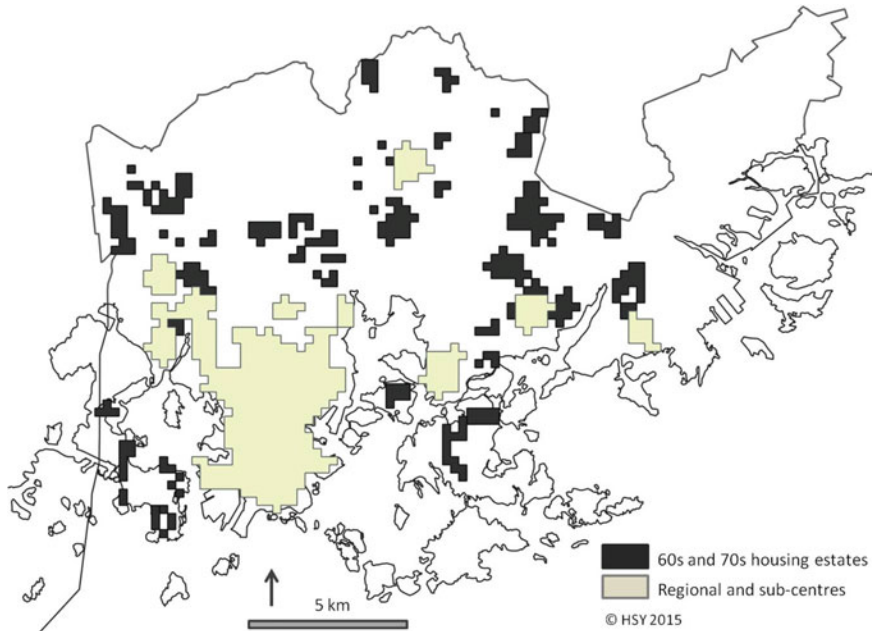 60s and 70s housing estates
Regional and sub-centres
5 km
© HSY 2015